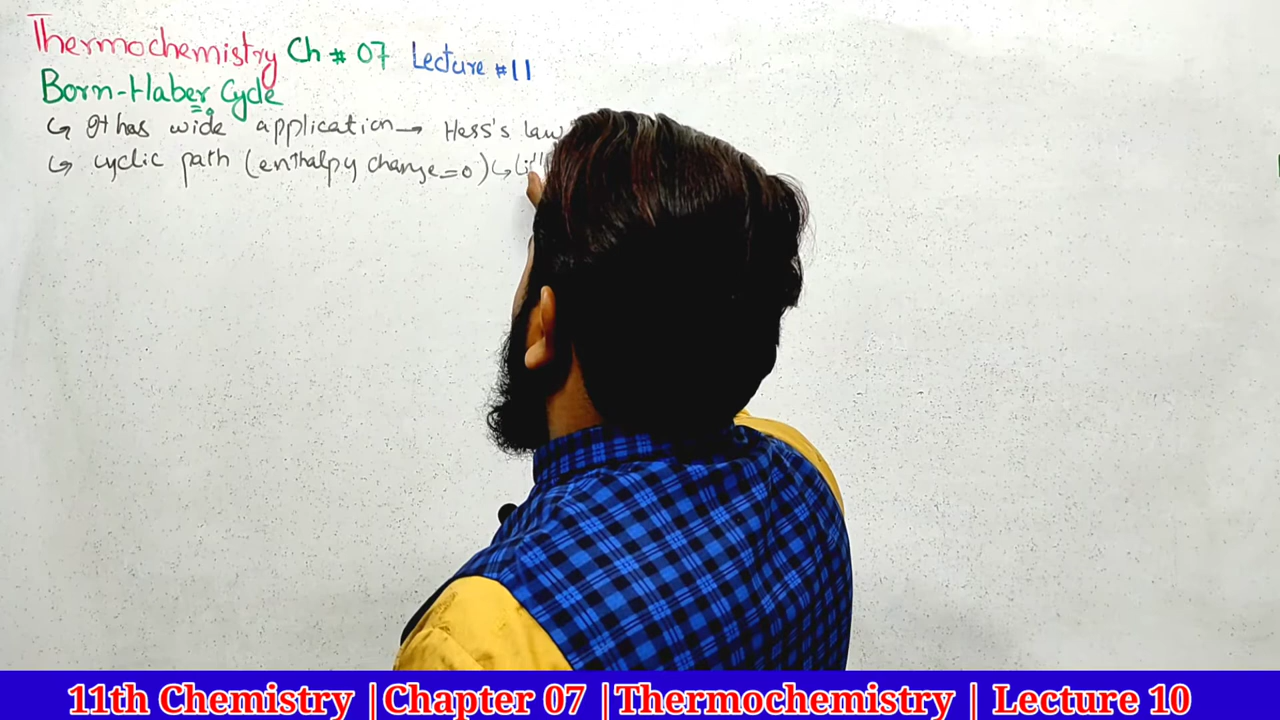 Thermochemistry Ch # 07 Lecture #11
Born-Haber Cycle
↳ It has wide application → Hess's law
↳ cyclic path (enthalpy change=0)↳
11th Chemistry |Chapter 07 |Thermochemistry | Lecture 10